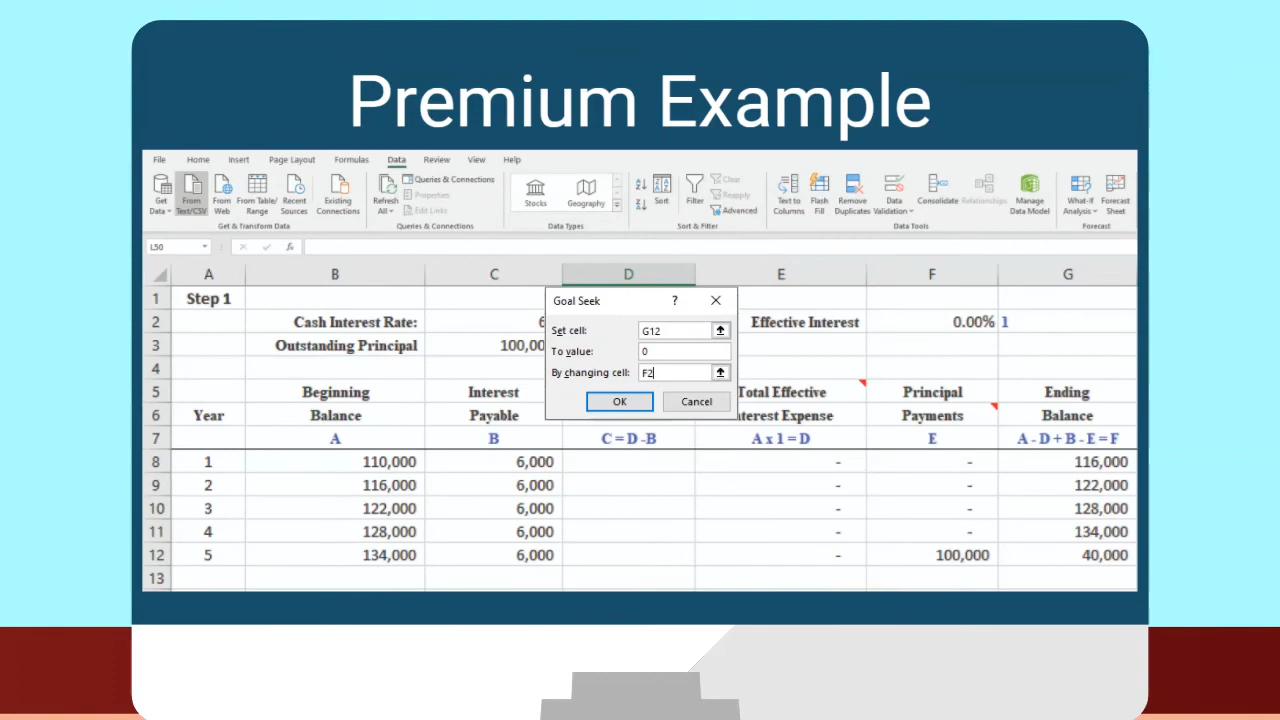 Premium Example
File Home Insert Page Layout Formulas Data Review View Help
Get Data From Text/CSV From Web From Table/ Range Recent Sources Existing Connections Refresh All Queries & Connections Properties Edit Links Stocks Geography Sort Filter Clear Reapply Advanced Text to Columns Flash Fill Remove Duplicates Data Validation Consolidate Relationships Manage Data Model What-If Analysis Forecast Sheet
Get & Transform Data Queries & Connections Data Types Sort & Filter Data Tools Forecast
L50 fx
A B C D E F G
1 Step 1
2 Cash Interest Rate: 6 Effective Interest 0.00% 1
3 Outstanding Principal 100,00
4
5 Beginning Interest Total Effective Principal Ending
6 Year Balance Payable nterest Expense Payments Balance
7 A B C = D -B A x 1 = D E A - D + B - E = F
8 1 110,000 6,000 - - 116,000
9 2 116,000 6,000 - - 122,000
10 3 122,000 6,000 - - 128,000
11 4 128,000 6,000 - - 134,000
12 5 134,000 6,000 - 100,000 40,000
13
Goal Seek ?
Set cell: G12
To value: 0
By changing cell: F2
OK Cancel